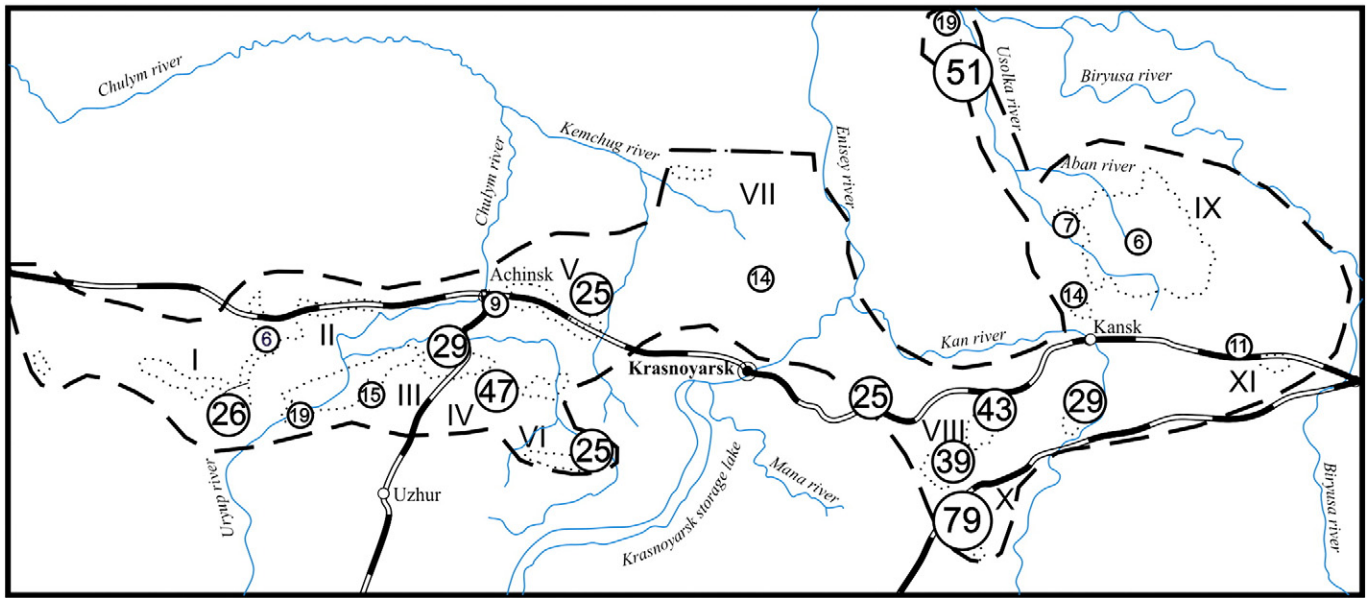 19
51
Chulym river
Usolka river
Biryusa river
Kemchug river
Enisey river
Chulym river
Aban river
VII
IX
7
6
Achinsk
V
25
14
14
9
6
II
29
Kansk
Kan river
11
I
Krasnoyarsk
XI
15
III
47
25
43
29
26
19
IV
VIII
VI
25
39
Uryup river
Uzhur
Krasnoyarsk storage lake
Mana river
X
79
Biryusa river